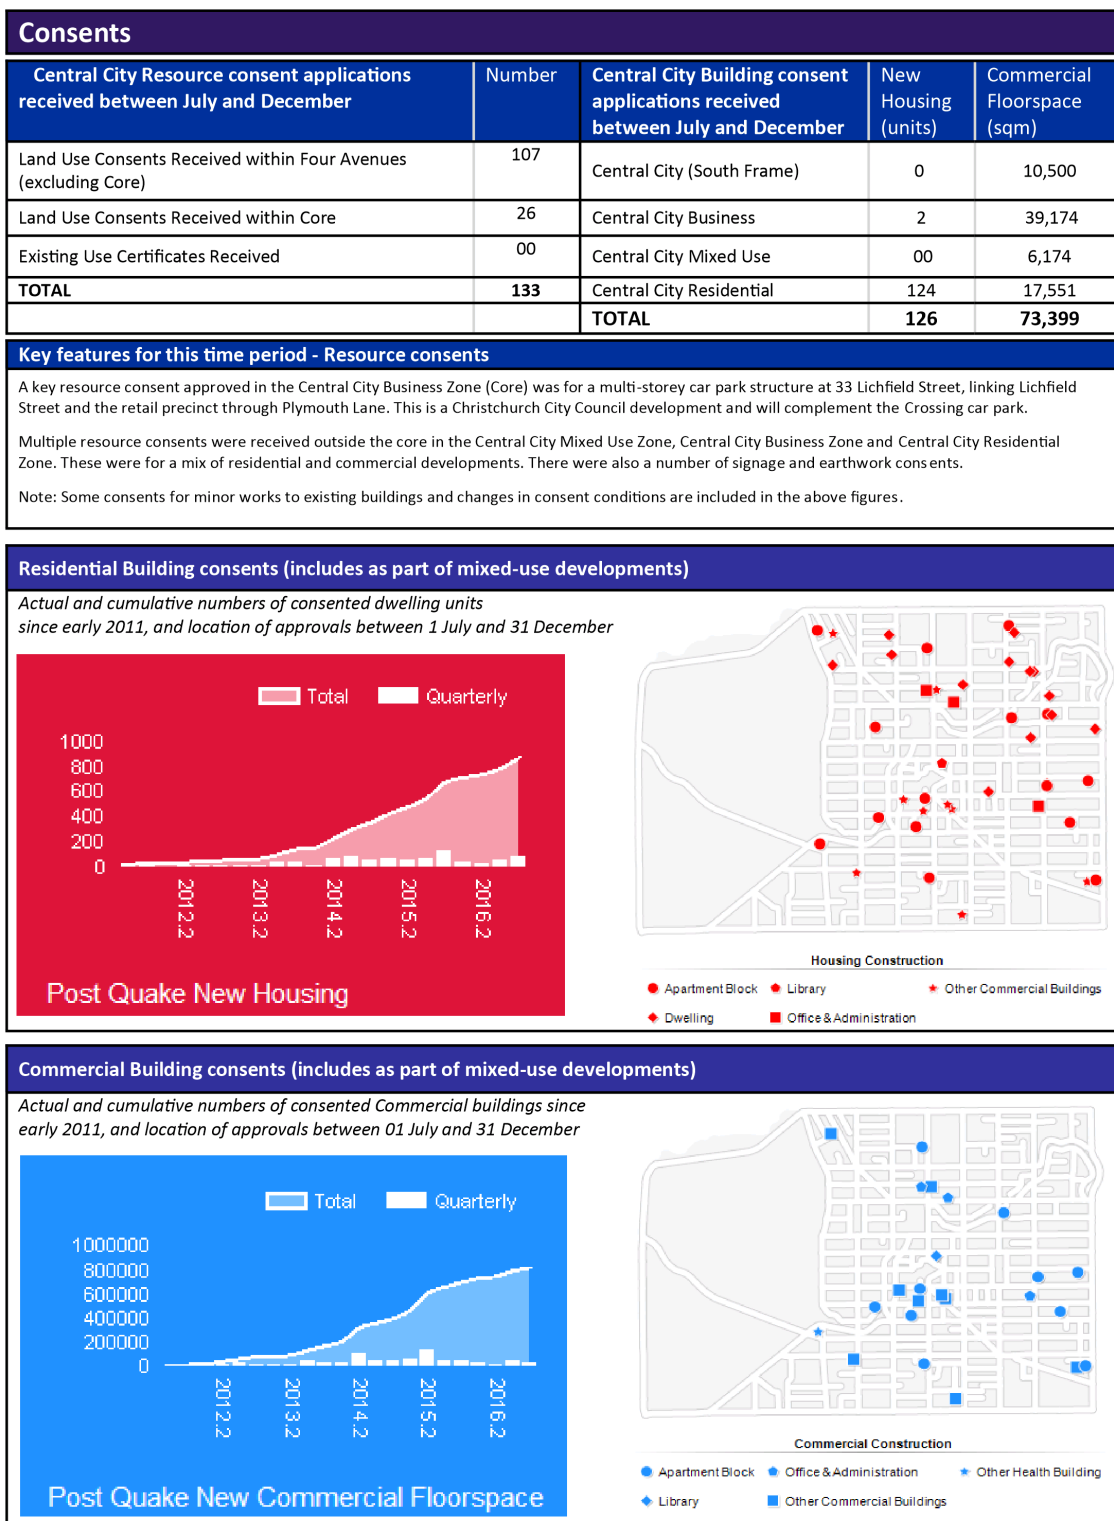 Consents
Central City Resource consent applications
received between July and December
Number
Central City Building consent
applications received
between July and December
New
Housing
(units)
Commercial
Floorspace
(sqm)
Land Use Consents Received within Four Avenues
(excluding Core)
107
Central City (South Frame)
0
10,500
Land Use Consents Received within Core
26
Central City Business
2
39,174
Existing Use Certificates Received
00
Central City Mixed Use
00
6,174
TOTAL
133
Central City Residential
124
17,551
TOTAL
126
73,399
Key features for this time period - Resource consents
A key resource consent approved in the Central City Business Zone (Core) was for a multi-storey car park structure at 33 Lichfield Street, linking Lichfield
Street and the retail precinct through Plymouth Lane. This is a Christchurch City Council development and will complement the Crossing car park.
Multiple resource consents were received outside the core in the Central City Mixed Use Zone, Central City Business Zone and Central City Residential
Zone. These were for a mix of residential and commercial developments. There were also a number of signage and earthwork consents.
Note: Some consents for minor works to existing buildings and changes in consent conditions are included in the above figures.
Residential Building consents (includes as part of mixed-use developments)
Actual and cumulative numbers of consented dwelling units
since early 2011, and location of approvals between 1 July and 31 December
Total
Quarterly
1000
800
600
400
200
0
2012.2
2013.2
2014.2
2015.2
2016.2
Post Quake New Housing
Housing Construction
Apartment Block
Library
Other Commercial Buildings
Dwelling
Office & Administration
Commercial Building consents (includes as part of mixed-use developments)
Actual and cumulative numbers of consented Commercial buildings since
early 2011, and location of approvals between 01 July and 31 December
Total
Quarterly
1000000
800000
600000
400000
200000
0
2012.2
2013.2
2014.2
2015.2
2016.2
Post Quake New Commercial Floorspace
Commercial Construction
Apartment Block
Office & Administration
Other Health Building
Library
Other Commercial Buildings